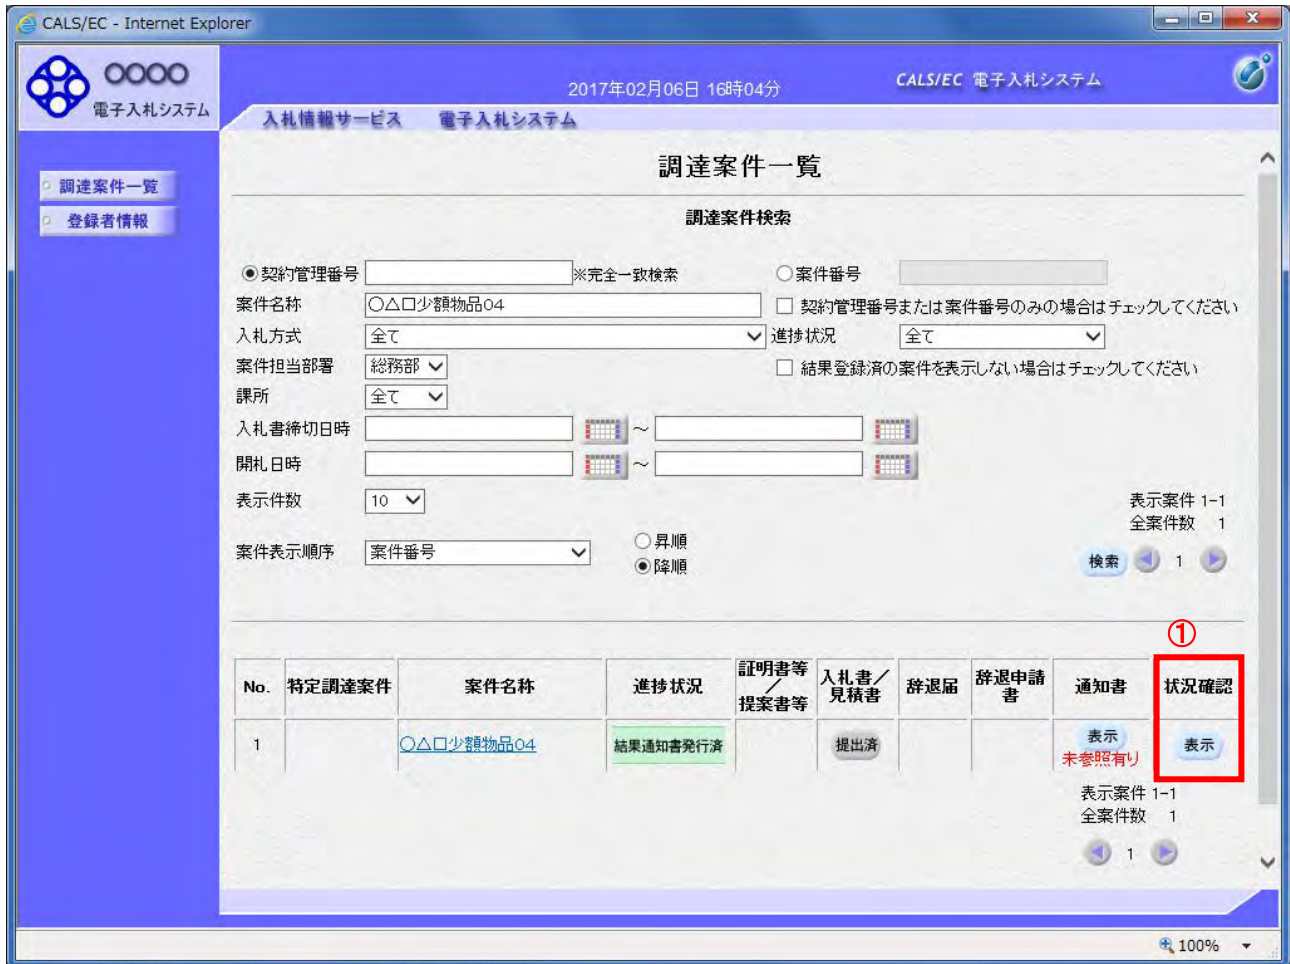 CALS/EC - Internet Explorer
〇〇〇〇
電子入札システム
2017年02月06日 16時04分
CALS/EC 電子入札システム
入札情報サービス 電子入札システム
調達案件一覧
登録者情報
調達案件一覧
調達案件検索
契約管理番号 ※完全一致検索 案件番号
案件名称 〇△口少額物品04 契約管理番号または案件番号のみの場合はチェックしてください
入札方式 全て 進捗状況 全て
案件担当部署 総務部 結果登録済の案件を表示しない場合はチェックしてください
課所 全て
入札書締切日時 ～
開札日時 ～
表示件数 10
表示案件 1-1
全案件数 1
案件表示順序 案件番号
昇順
降順
検索 1
①
No. 特定調達案件 案件名称 進捗状況 証明書等／提案書等 入札書／見積書 辞退届 辞退申請書 通知書 状況確認
1 〇△口少額物品04 結果通知書発行済 提出済 表示 未参照有り 表示
表示案件 1-1
全案件数 1
1
100%